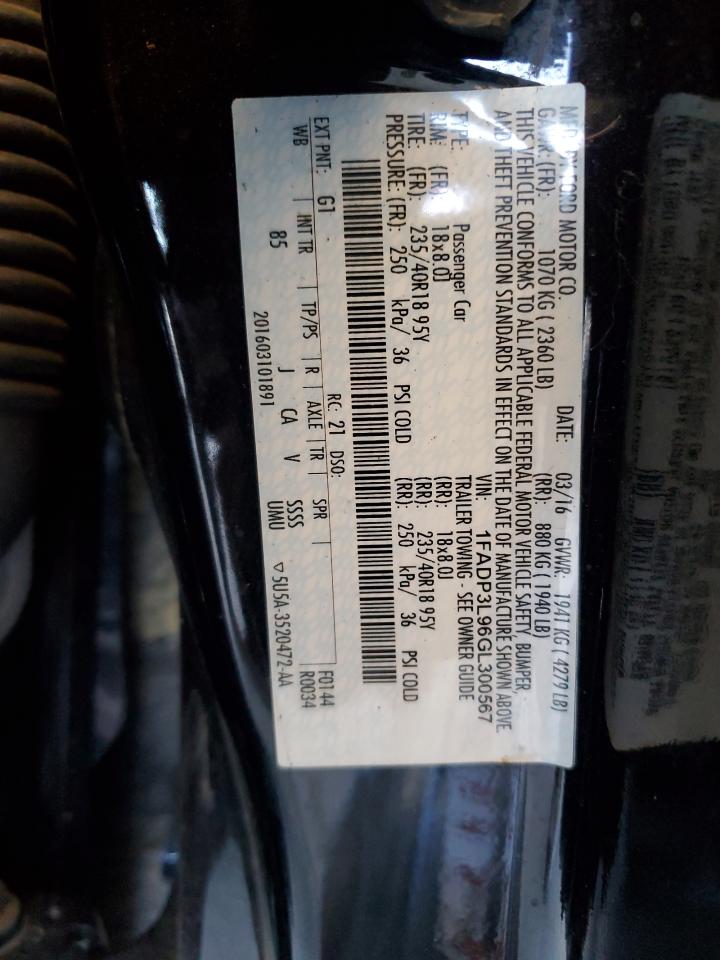 FORD MOTOR CO. DATE: 03/16 GVWR: 1941 KG ( 4279 LB)
(FR): 1070 KG ( 2360 LB) (RR): 880 KG ( 1940 LB)
THIS VEHICLE CONFORMS TO ALL APPLICABLE FEDERAL MOTOR VEHICLE SAFETY, BUMPER,
AND THEFT PREVENTION STANDARDS IN EFFECT ON THE DATE OF MANUFACTURE SHOWN ABOVE
VIN: 1FADP3L96GL300567
TYPE: Passenger Car TRAILER TOWING - SEE OWNER GUIDE
RIM: (FR): 18x8.0J (RR): 18x8.0J
TIRE: (FR): 235/40R18 95Y (RR): 235/40R18 95Y
PRESSURE: (FR): 250 kPa/ 36 PSI COLD (RR): 250 kPa/ 36 PSI COLD
RC: 21 DSO: F0144
EXT PNT: G1 R0034
WB | INT TR | TP/PS | R | AXLE | TR | SPR |
85 J CA V SSSS
201603101891 UMU ▽5U5A-3520472-AA